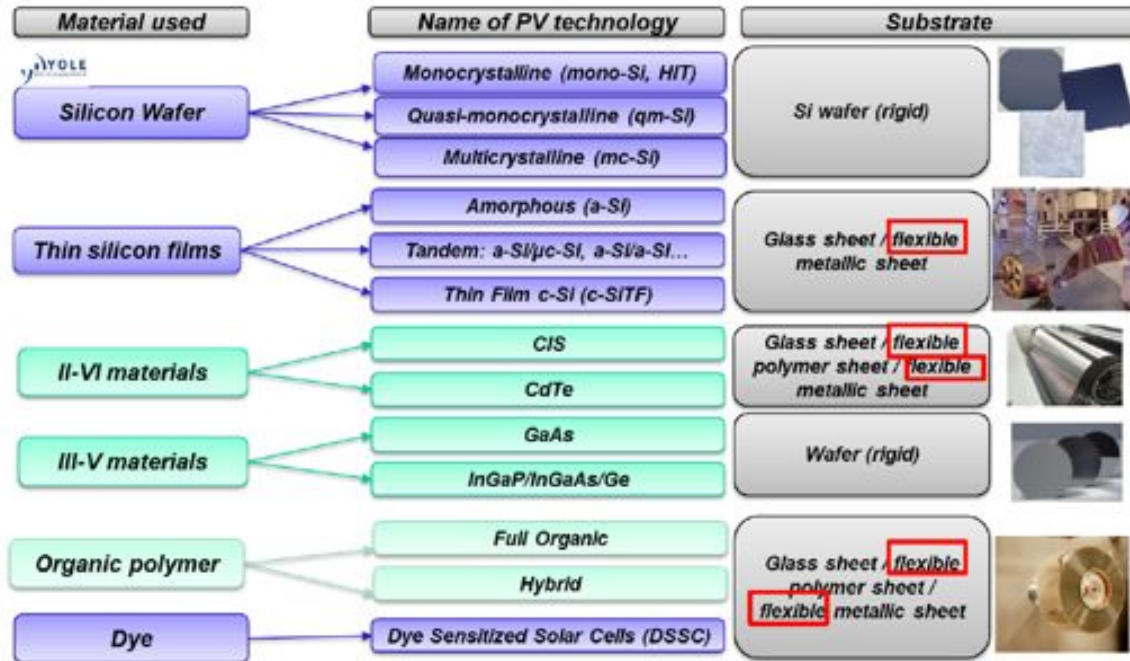 Material used
Name of PV technology
Substrate
YOLE
Silicon Wafer
Monocrystalline (mono-Si, HIT)
Quasi-monocrystalline (qm-Si)
Multicrystalline (mc-Si)
Si wafer (rigid)
Thin silicon films
Amorphous (a-Si)
Tandem: a-Si/µc-Si, a-Si/a-Si...
Thin Film c-Si (c-SiTF)
Glass sheet / flexible
metallic sheet
II-VI materials
CIS
CdTe
Glass sheet / flexible
polymer sheet / flexible
metallic sheet
III-V materials
GaAs
InGaP/InGaAs/Ge
Wafer (rigid)
Organic polymer
Full Organic
Hybrid
Glass sheet / flexible
polymer sheet /
flexible metallic sheet
Dye
Dye Sensitized Solar Cells (DSSC)